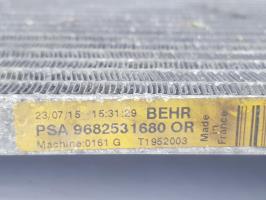 23/07/15 15:31:29 BEHR
PSA 9682531680 OR
Machine:0161 G T1952003
Made
in
France